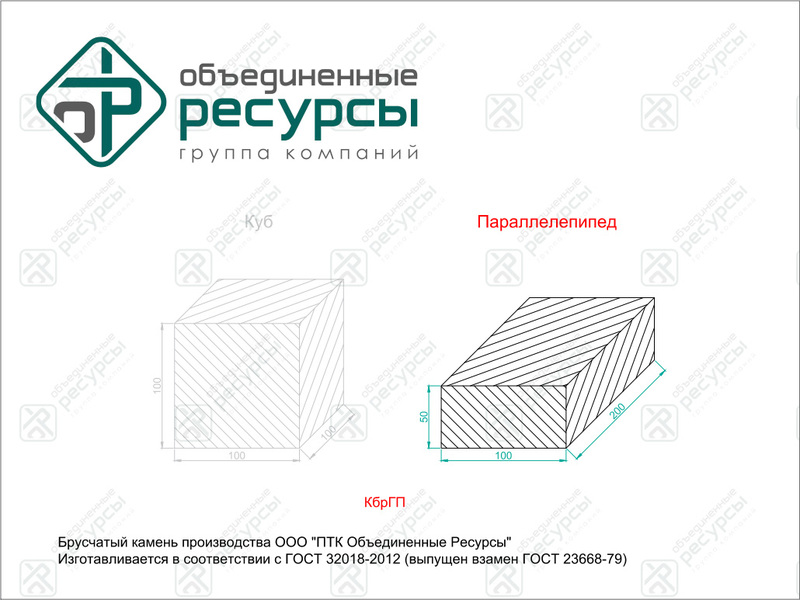 объединенные
ресурсы
группа компаний
Куб
Параллелепипед
100
100
100
50
100
200
КбрГП
Брусчатый камень производства ООО "ПТК Объединенные Ресурсы"
Изготавливается в соответствии с ГОСТ 32018-2012 (выпущен взамен ГОСТ 23668-79)